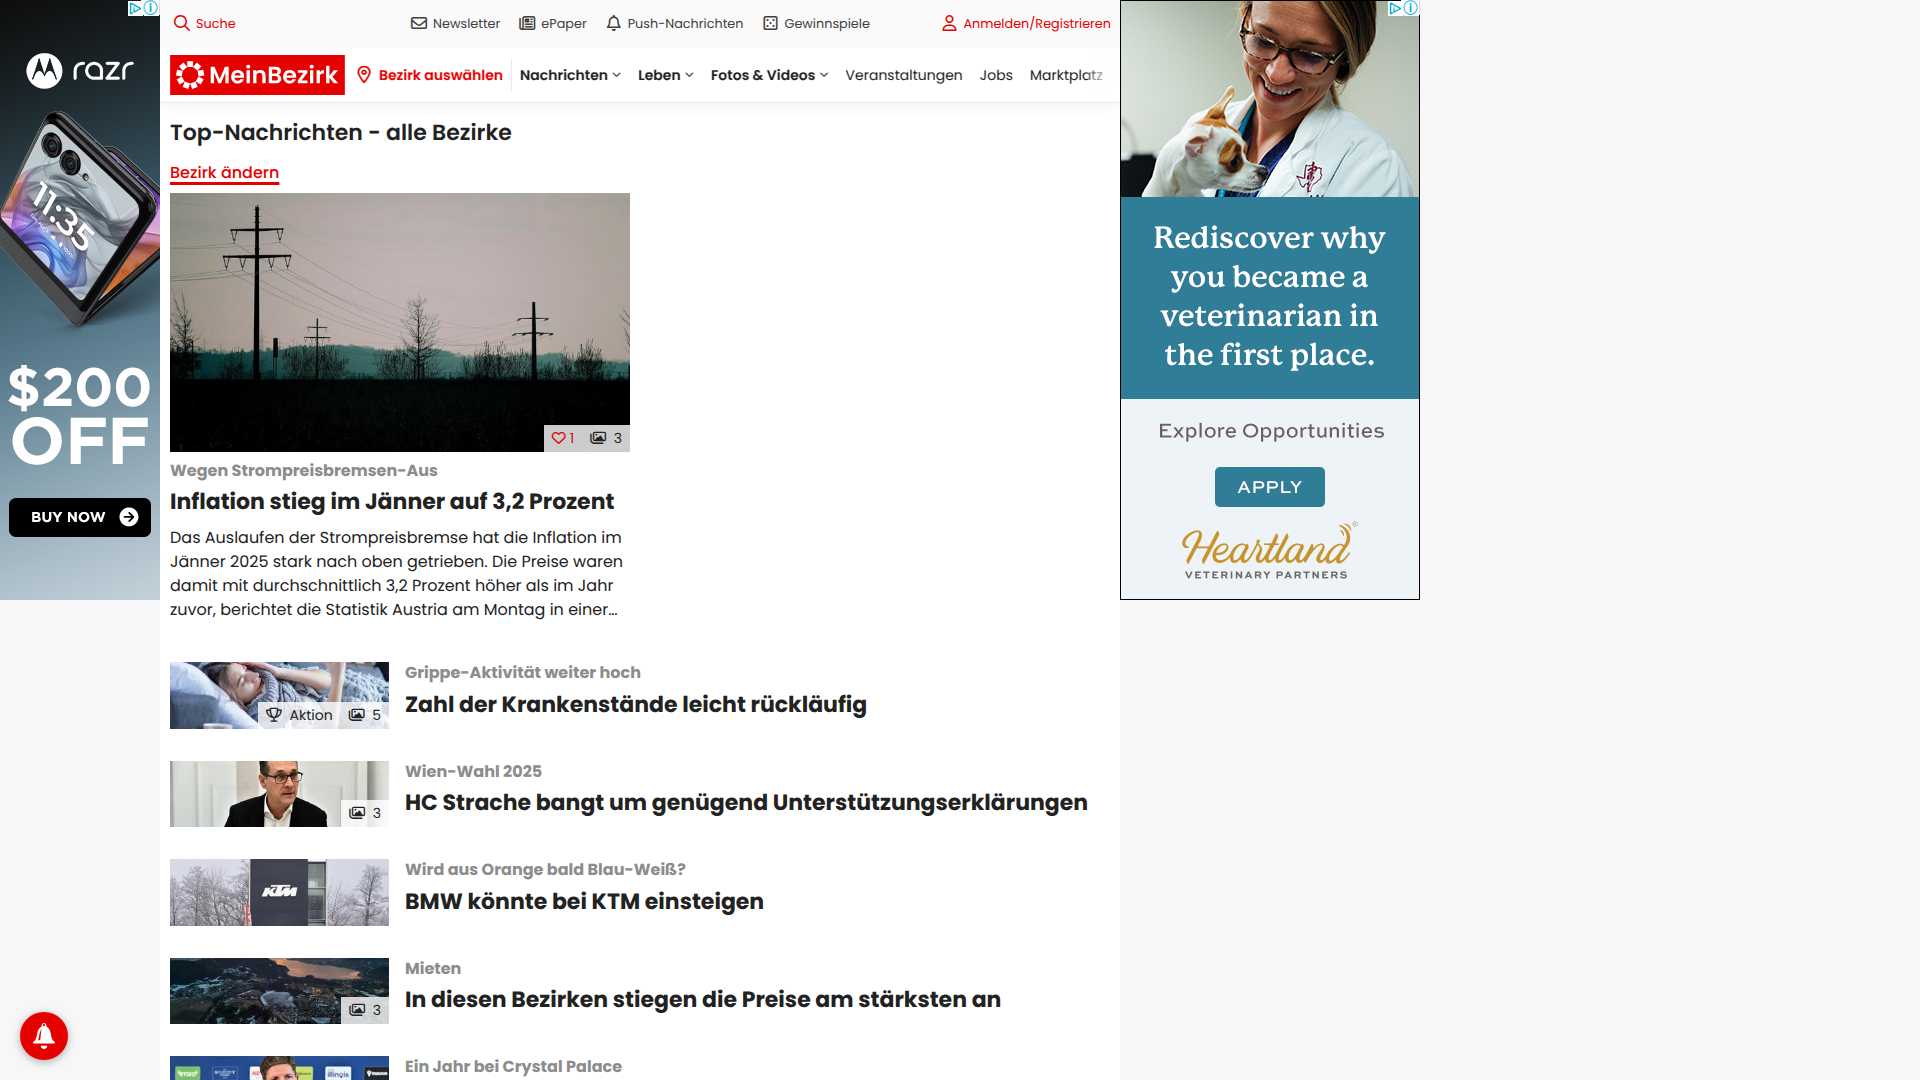 Suche
Newsletter
ePaper
Push-Nachrichten
Gewinnspiele
Anmelden/Registrieren
MeinBezirk
Bezirk auswählen
Nachrichten
Leben
Fotos & Videos
Veranstaltungen
Jobs
Marktplatz
razr
11:35
$200
OFF
BUY NOW
Top-Nachrichten - alle Bezirke
Bezirk ändern
1
3
Wegen Strompreisbremsen-Aus
Inflation stieg im Jänner auf 3,2 Prozent
Das Auslaufen der Strompreisbremse hat die Inflation im
Jänner 2025 stark nach oben getrieben. Die Preise waren
damit mit durchschnittlich 3,2 Prozent höher als im Jahr
zuvor, berichtet die Statistik Austria am Montag in einer...
Aktion 5
Grippe-Aktivität weiter hoch
Zahl der Krankenstände leicht rückläufig
3
Wien-Wahl 2025
HC Strache bangt um genügend Unterstützungserklärungen
KTM
Wird aus Orange bald Blau-Weiß?
BMW könnte bei KTM einsteigen
3
Mieten
In diesen Bezirken stiegen die Preise am stärksten an
Ein Jahr bei Crystal Palace
Rediscover why
you became a
veterinarian in
the first place.
Explore Opportunities
APPLY
Heartland
VETERINARY PARTNERS